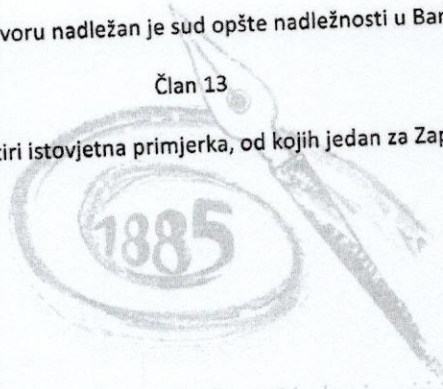 voru nadležan je sud opšte nadležnosti u Bar
Član 13
iri istovjetna primjerka, od kojih jedan za Zap
1885